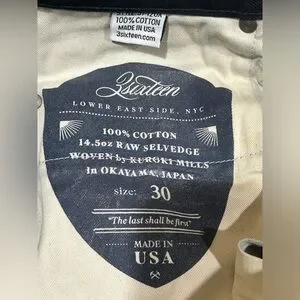 100% COTTON
MADE IN USA
3sixteen.com
3sixteen
LOWER EAST SIDE, NYC
100% COTTON
14.5oz RAW SELVEDGE
WOVEN by KUROKI MILLS
in OKAYAMA, JAPAN
size: 30
"The last shall be first"
MADE IN
USA